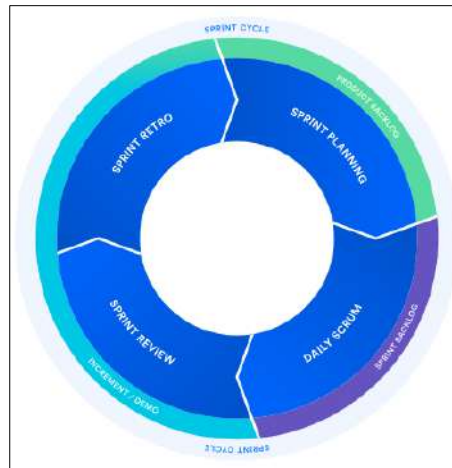 SPRINT CYCLE
PRODUCT BACKLOG
SPRINT PLANNING
SPRINT RETRO
DAILY SCRUM
SPRINT BACKLOG
SPRINT REVIEW
INCREMENT / DEMO
SPRINT CYCLE